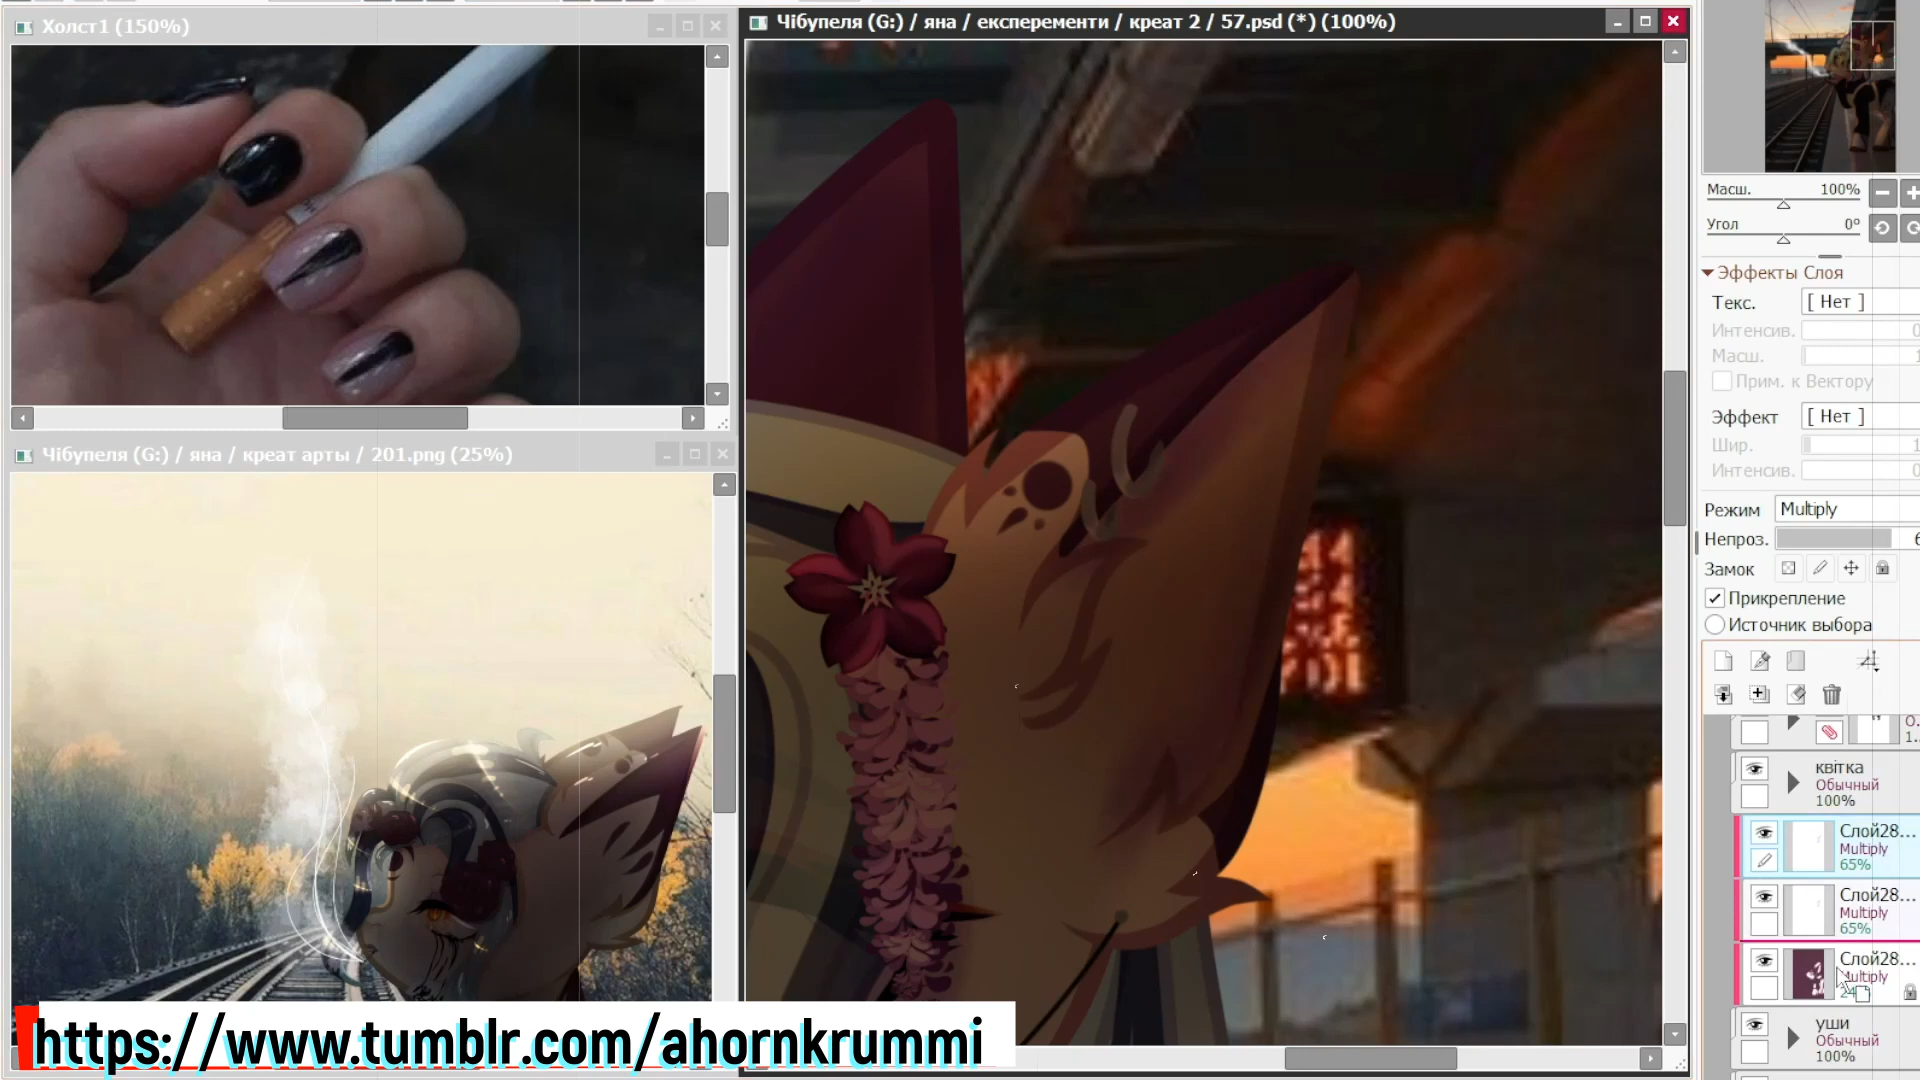 Холст1 (150%)
Чібупеля (G:) / яна / експеременти / креат 2 / 57.psd (*) (100%)
Чібупеля (G:) / яна / креат арты / 201.png (25%)
https://www.tumblr.com/ahornkrummi
Масш. 100%
Угол 0°
Эффекты Слоя
Текс. [ Нет ]
Интенсив.
Масш.
Прим. к Вектору
Эффект [ Нет ]
Шир.
Интенсив.
Режим Multiply
Непроз.
Замок
Прикрепление
Источник выбора
квітка
Обычный
100%
Слой28...
Multiply
65%
Слой28...
Multiply
65%
Слой28...
Multiply
уши
Обычный
100%